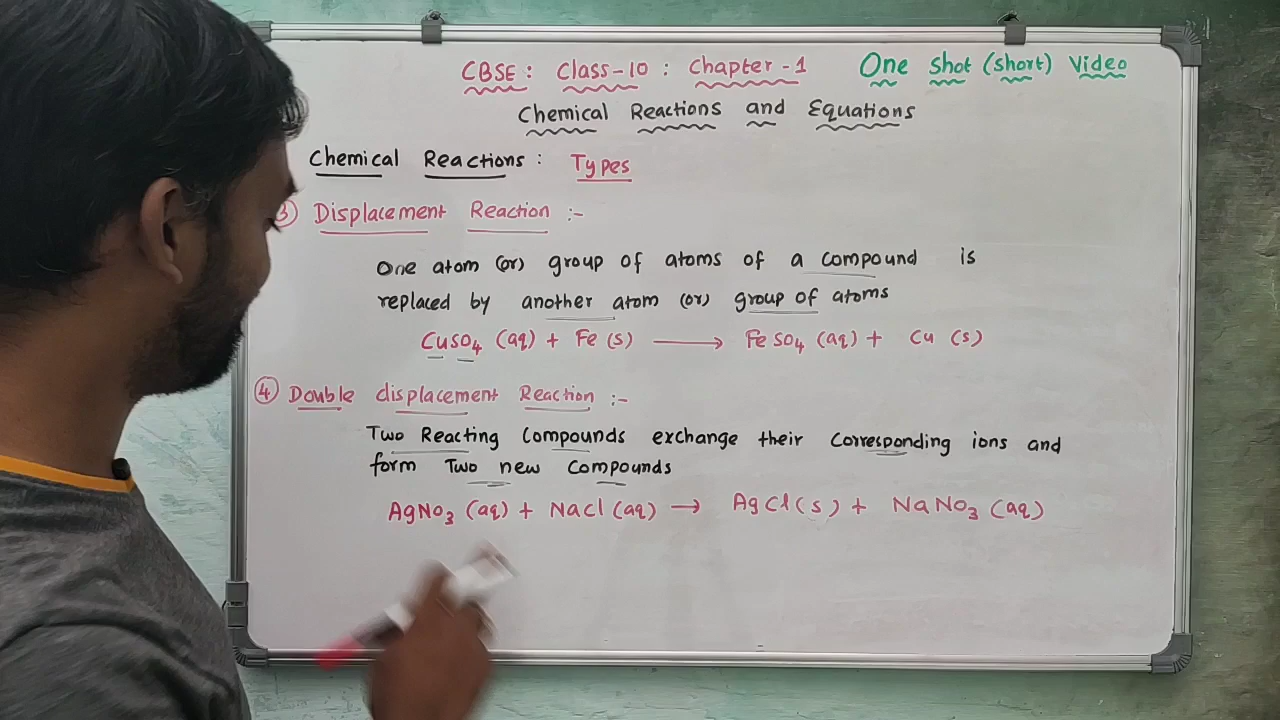 CBSE: Class-10 : Chapter-1 One Shot (short) Video
Chemical Reactions and Equations
Chemical Reactions: Types
③ Displacement Reaction :-
One atom (or) group of atoms of a compound is
replaced by another atom (or) group of atoms
CuSO₄ (aq) + Fe (s) ⟶ FeSO₄ (aq) + Cu (s)
④ Double displacement Reaction :-
Two Reacting Compounds exchange their Corresponding ions and
form Two new Compounds
AgNO₃ (aq) + NaCl (aq) → AgCl(s) + NaNO₃ (aq)